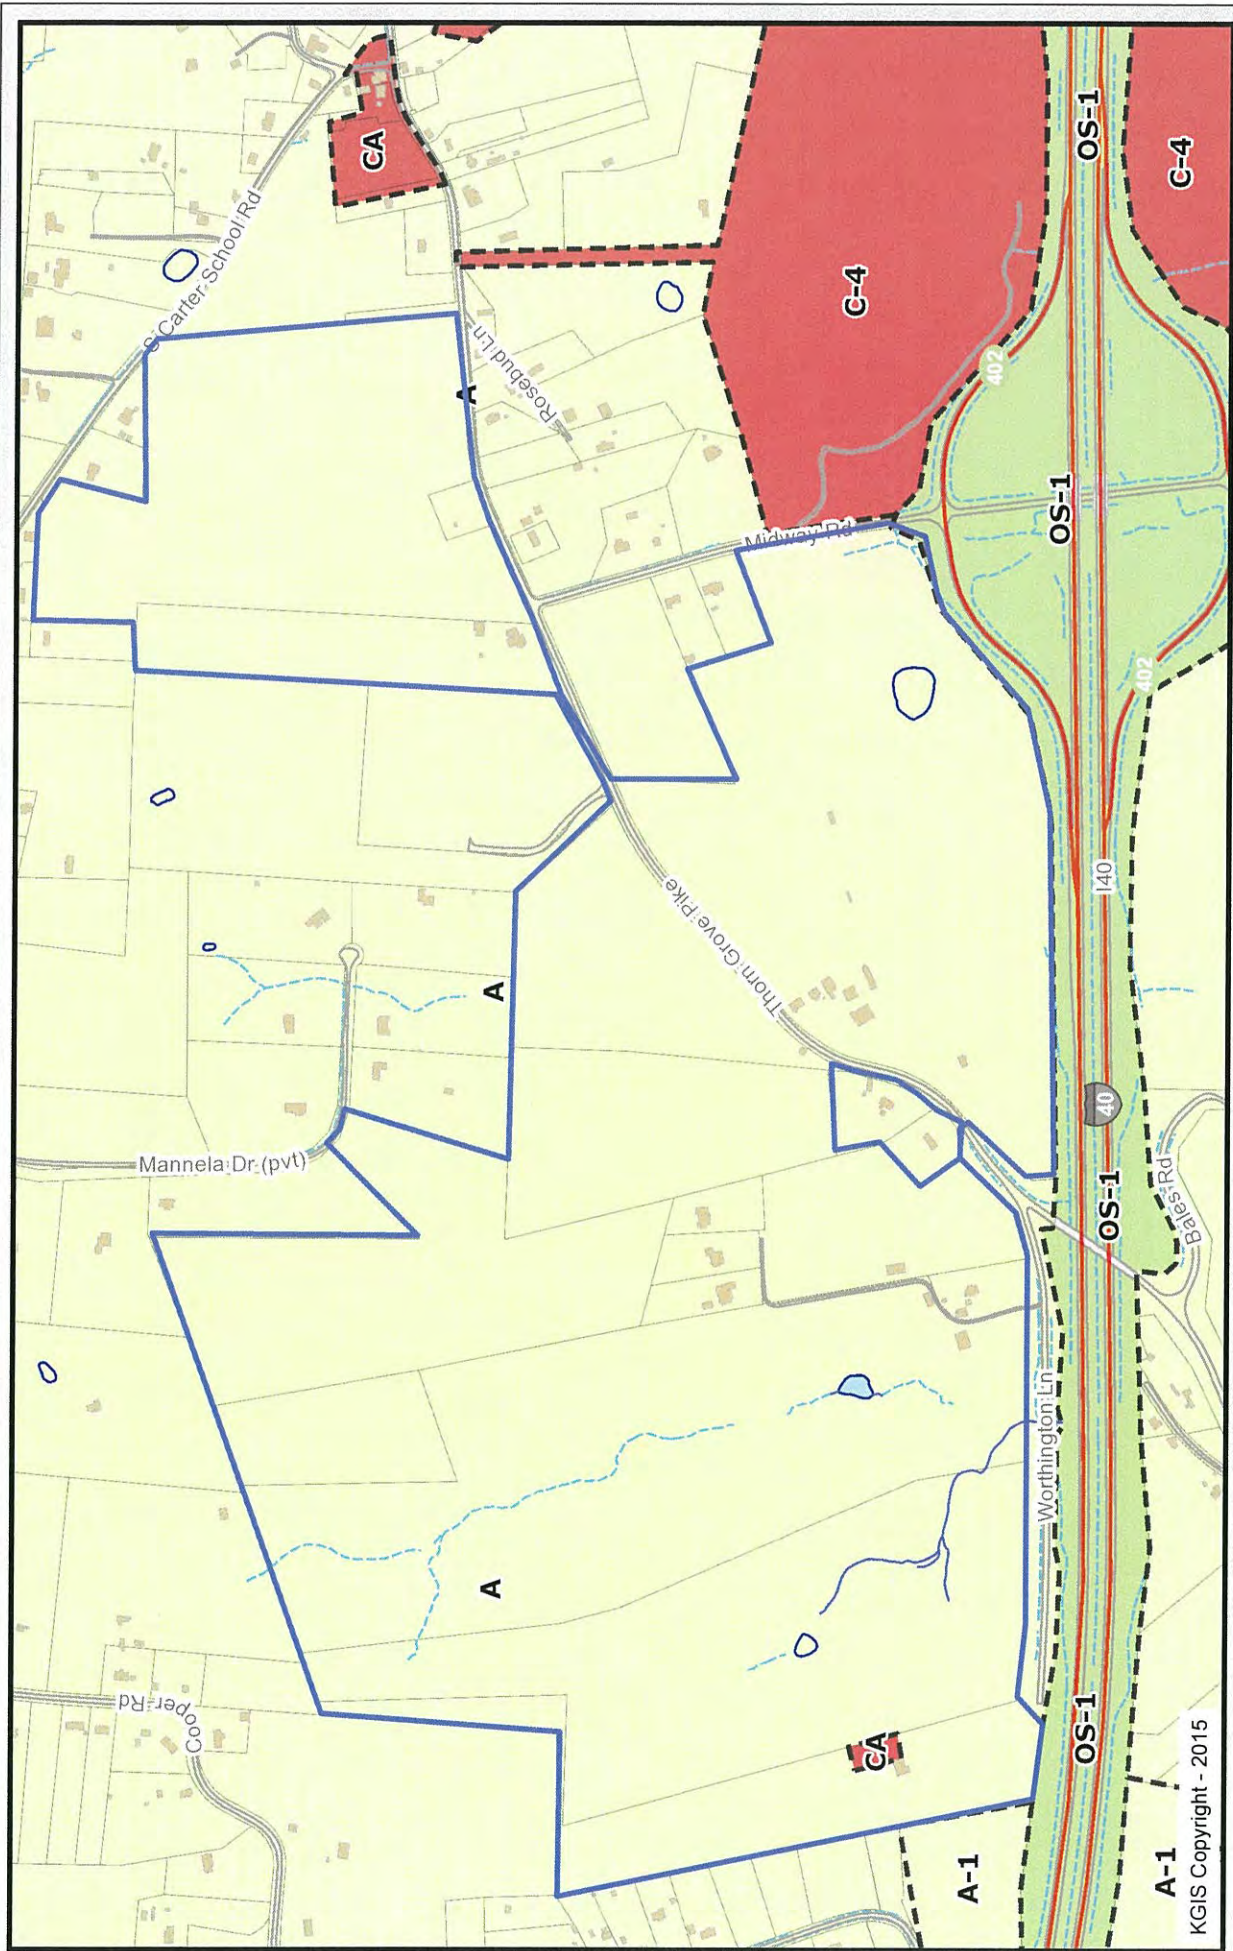 S Carter School Rd
CA
Rosebud Ln
A
C-4
OS-1
C-4
402
OS-1
Midway Rd
402
I40
Thorn Grove Pike
A
Mannela Dr (pvt)
40
OS-1
Bales Rd
Worthington Ln
A
Cooper Rd
CA
OS-1
A-1
A-1
KGIS Copyright - 2015